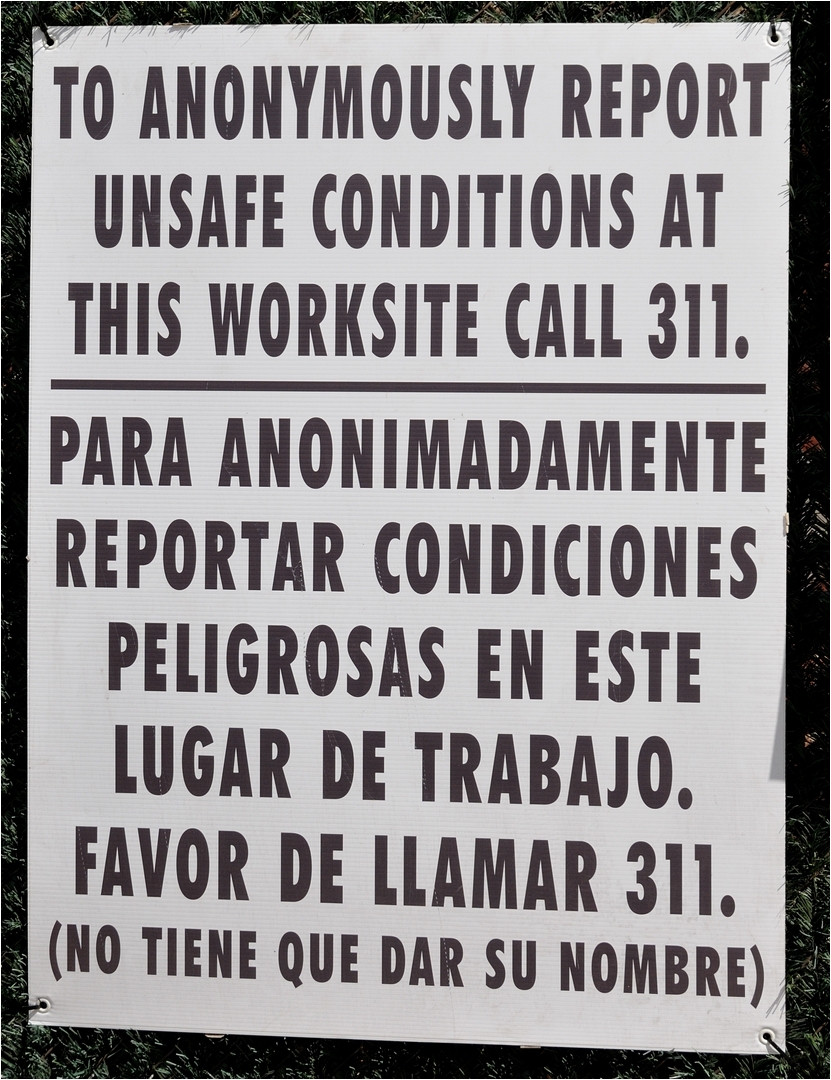 TO ANONYMOUSLY REPORT
UNSAFE CONDITIONS AT
THIS WORKSITE CALL 311.
PARA ANONIMADAMENTE
REPORTAR CONDICIONES
PELIGROSAS EN ESTE
LUGAR DE TRABAJO.
FAVOR DE LLAMAR 311.
(NO TIENE QUE DAR SU NOMBRE)